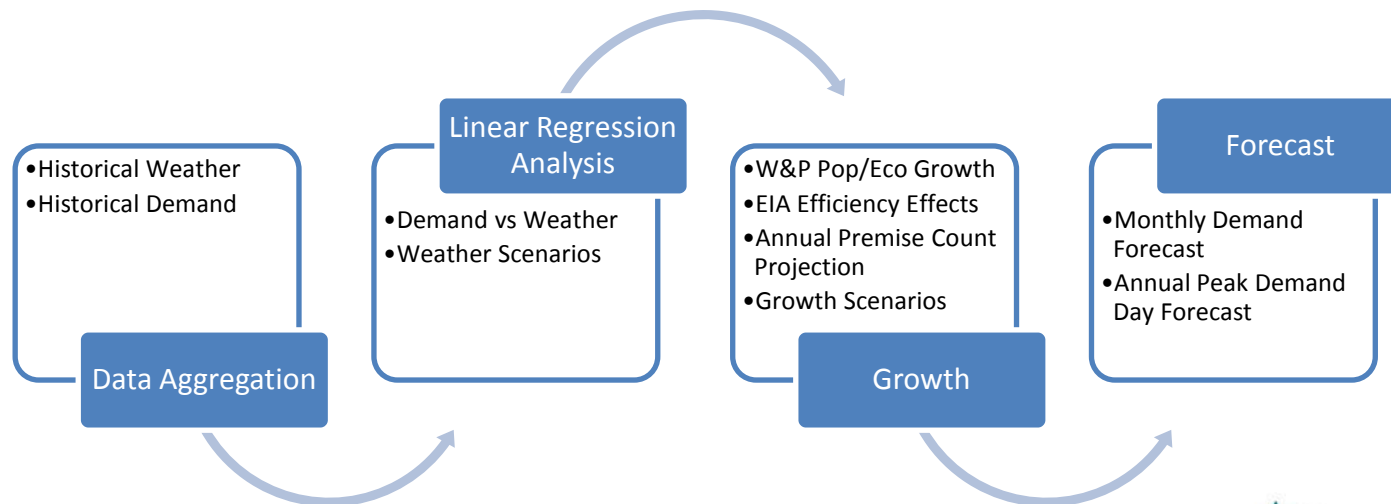 •Historical Weather
•Historical Demand
Data Aggregation
Linear Regression
Analysis
•Demand vs Weather
•Weather Scenarios
•W&P Pop/Eco Growth
•EIA Efficiency Effects
•Annual Premise Count
Projection
•Growth Scenarios
Growth
Forecast
•Monthly Demand
Forecast
•Annual Peak Demand
Day Forecast